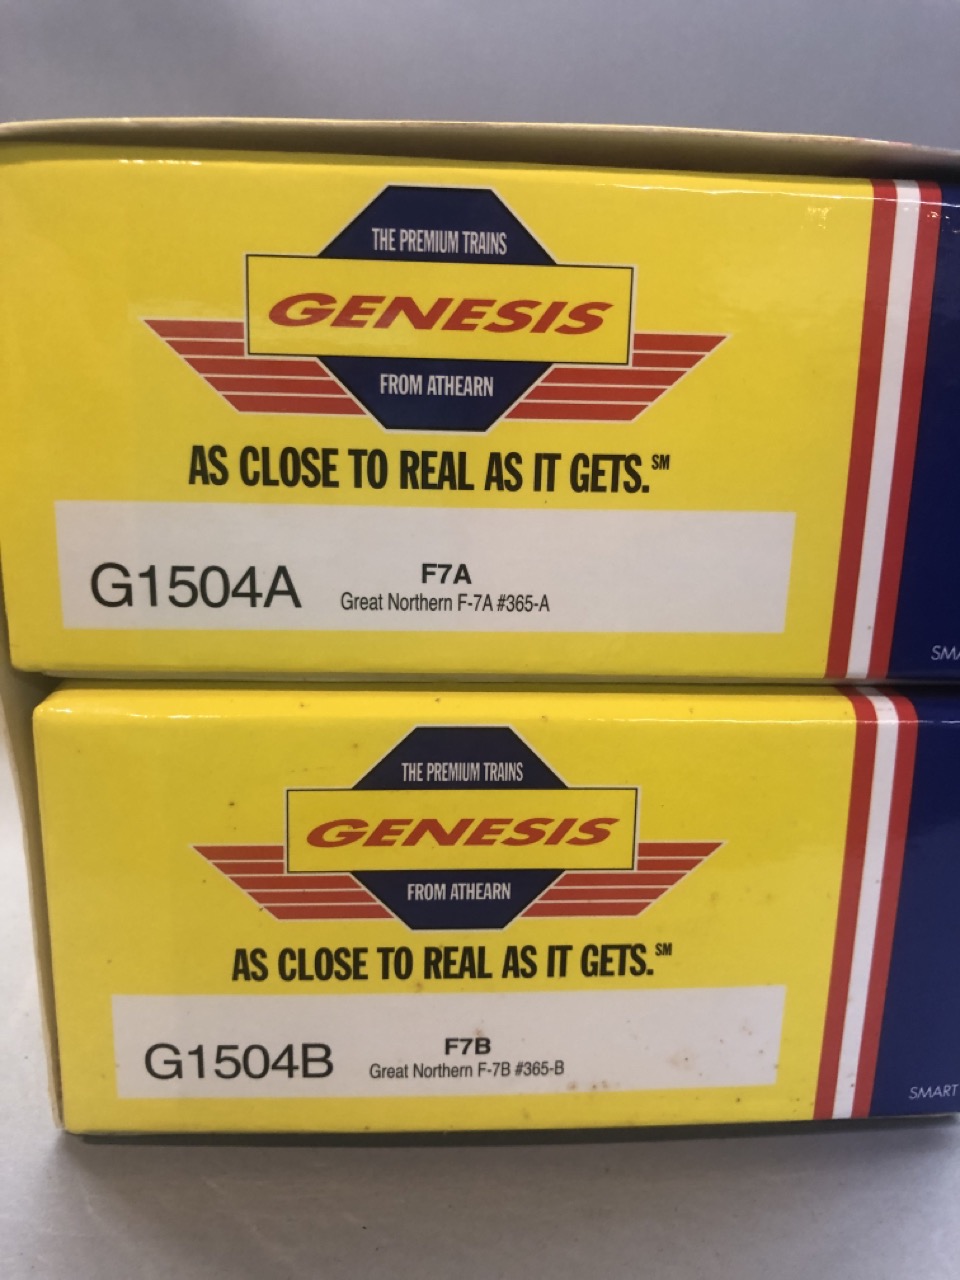 THE PREMIUM TRAINS
GENESIS
FROM ATHEARN
AS CLOSE TO REAL AS IT GETS.SM
G1504A
F7A
Great Northern F-7A #365-A
THE PREMIUM TRAINS
GENESIS
FROM ATHEARN
AS CLOSE TO REAL AS IT GETS.SM
G1504B
F7B
Great Northern F-7B #365-B
SMART